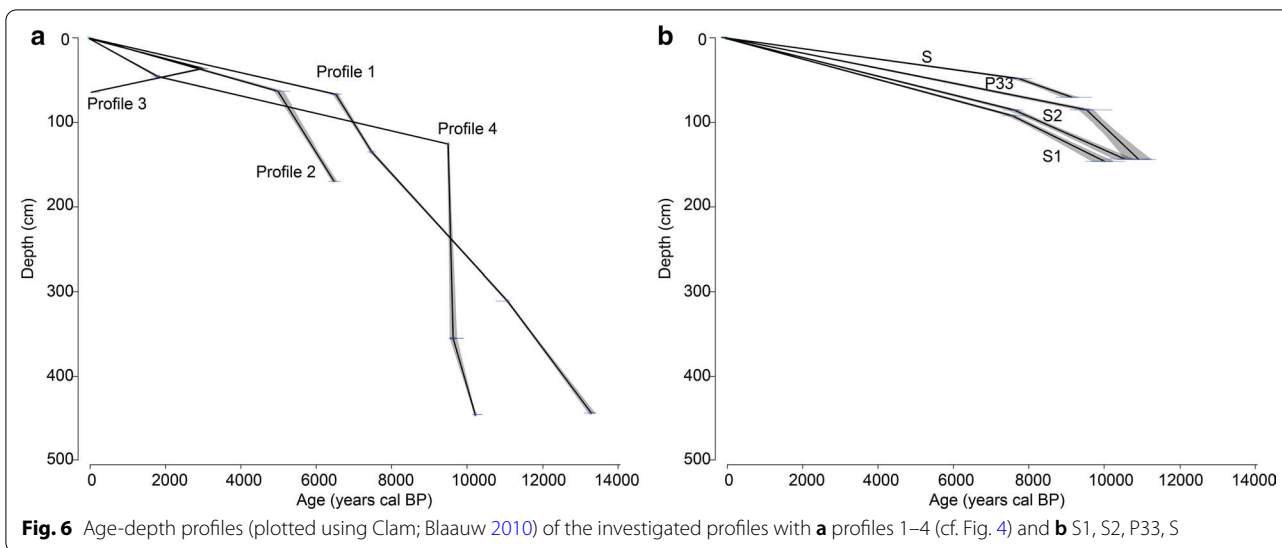 a
0
100
200
300
400
500
Depth (cm)
Profile 1
Profile 3
Profile 4
Profile 2
0 2000 4000 6000 8000 10000 12000 14000
Age (years cal BP)
b
0
100
200
300
400
500
Depth (cm)
S
P33
S2
S1
0 2000 4000 6000 8000 10000 12000 14000
Age (years cal BP)
Fig. 6 Age-depth profiles (plotted using Clam; Blaauw 2010) of the investigated profiles with a profiles 1–4 (cf. Fig. 4) and b S1, S2, P33, S